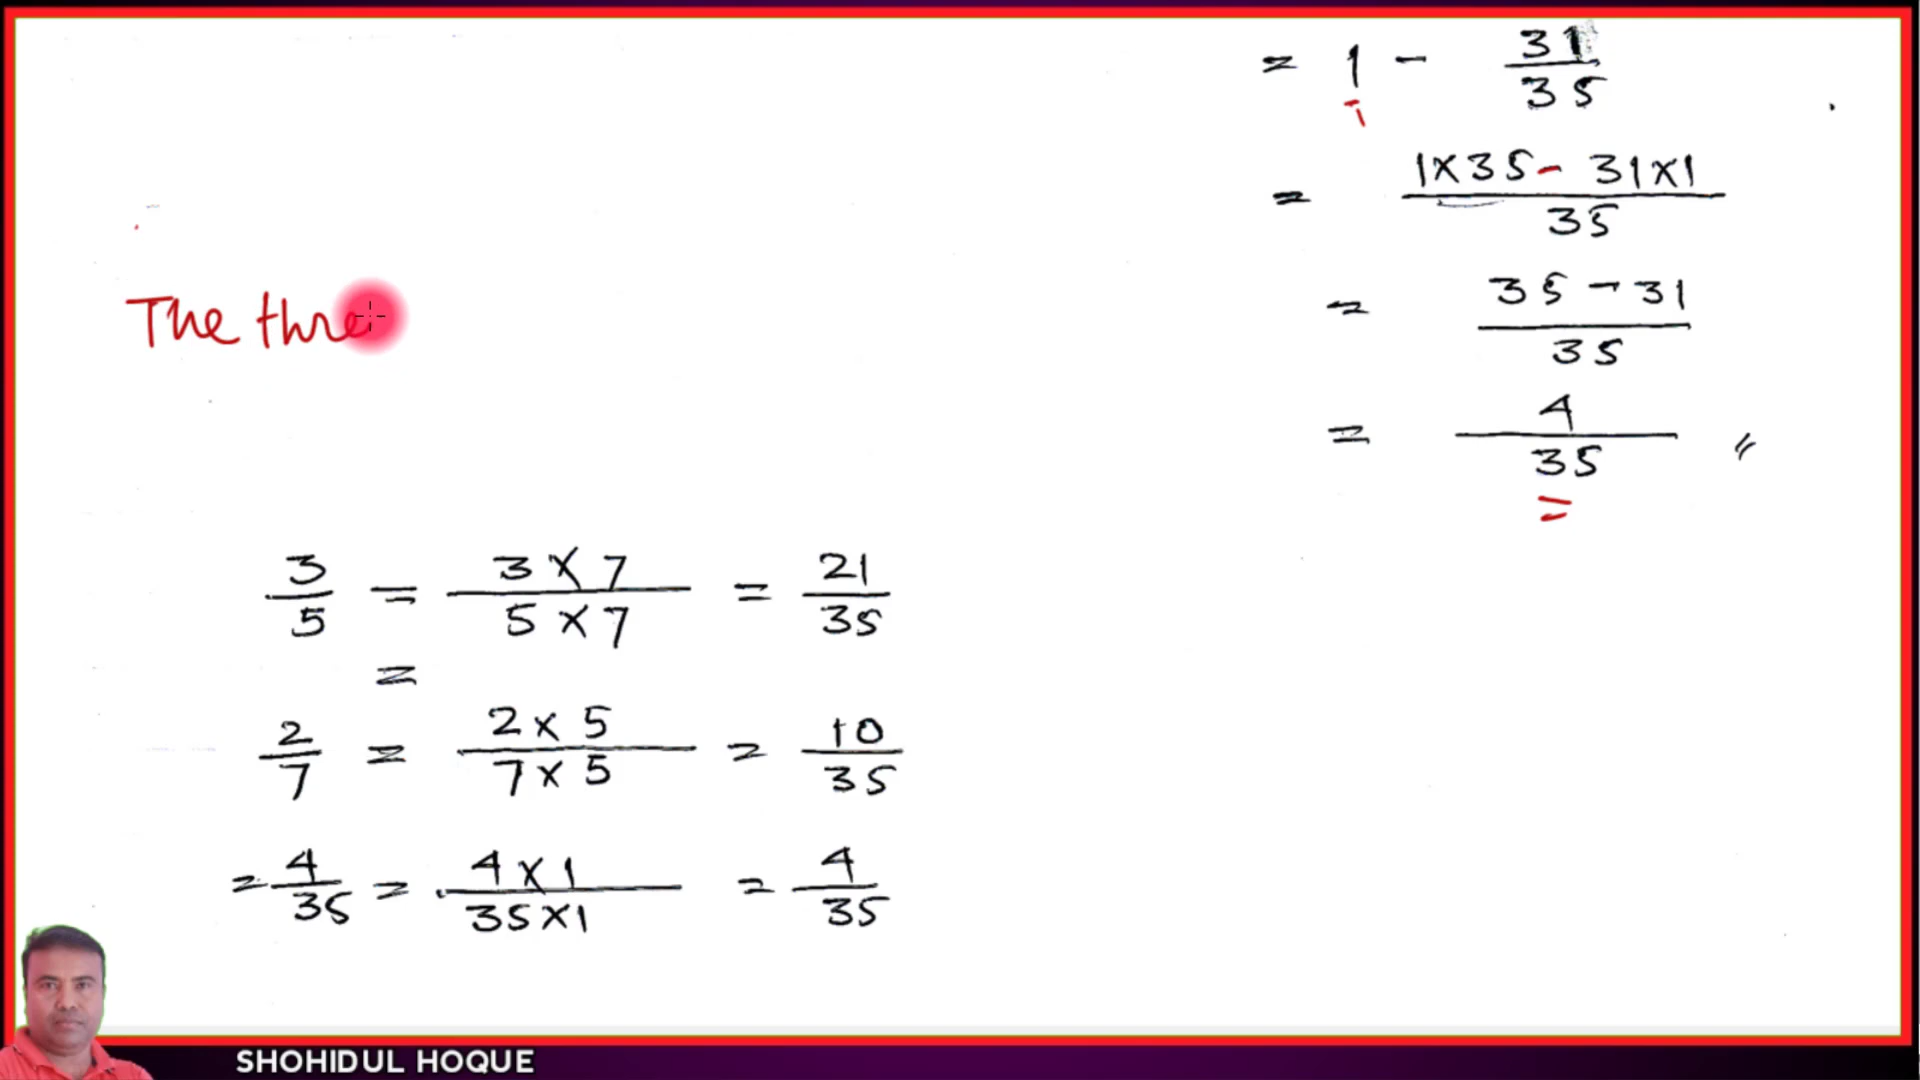 = 1 - 31/35
= 1×35 - 31×1 / 35
= 35 - 31 / 35
= 4/35 //
The thre
3/5 = 3 × 7 / 5 × 7 = 21/35
=
2/7 = 2 × 5 / 7 × 5 = 10/35
= 4/35 = 4 × 1 / 35 × 1 = 4/35
SHOHIDUL HOQUE